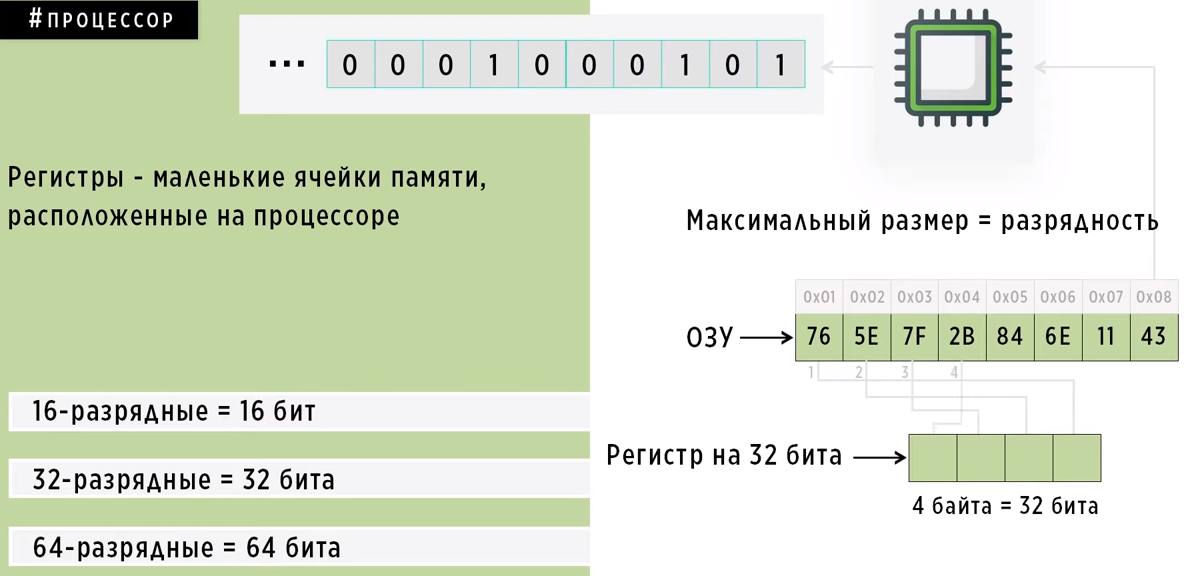 #ПРОЦЕССОР
... 0 0 0 1 0 0 0 1 0 1
Регистры - маленькие ячейки памяти,
расположенные на процессоре
16-разрядные = 16 бит
32-разрядные = 32 бита
64-разрядные = 64 бита
Максимальный размер = разрядность
0x01 0x02 0x03 0x04 0x05 0x06 0x07 0x08
ОЗУ 76 5E 7F 2B 84 6E 11 43
1 2 3 4
Регистр на 32 бита
4 байта = 32 бита